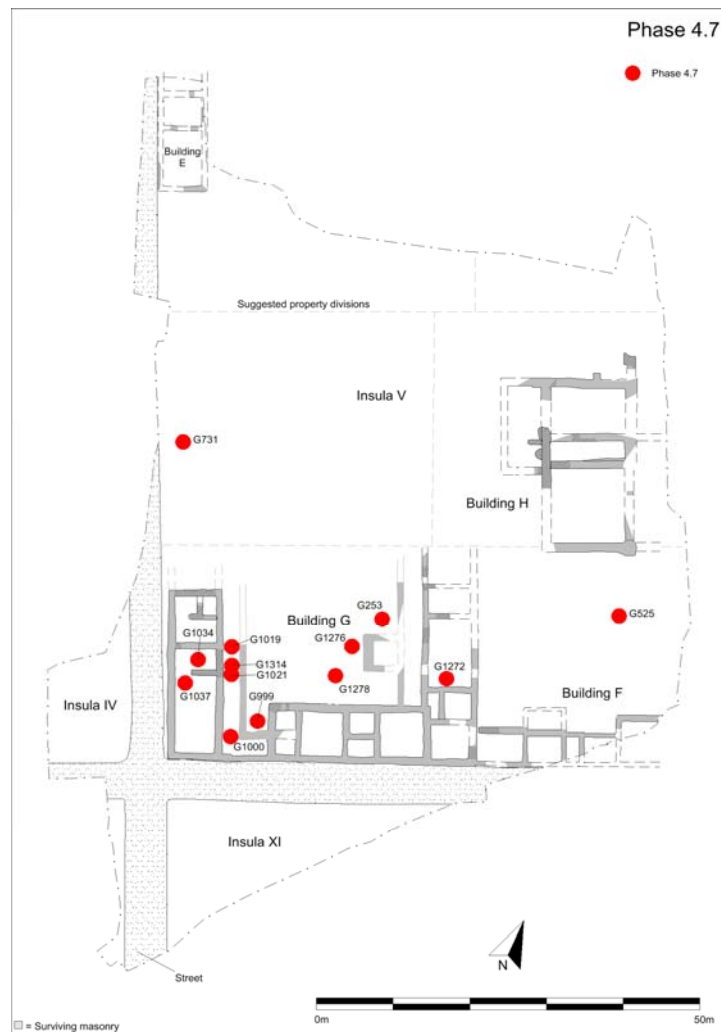 Phase 4.7
Phase 4.7
Building
E
Suggested property divisions
Insula V
G731
Building H
G253
Building G
G525
G1034
G1019
G1276
G1314
G1021
G1272
G1037
G1278
Building F
Insula IV
G999
G1000
Insula XI
N
Street
0m
50m
= Surviving masonry